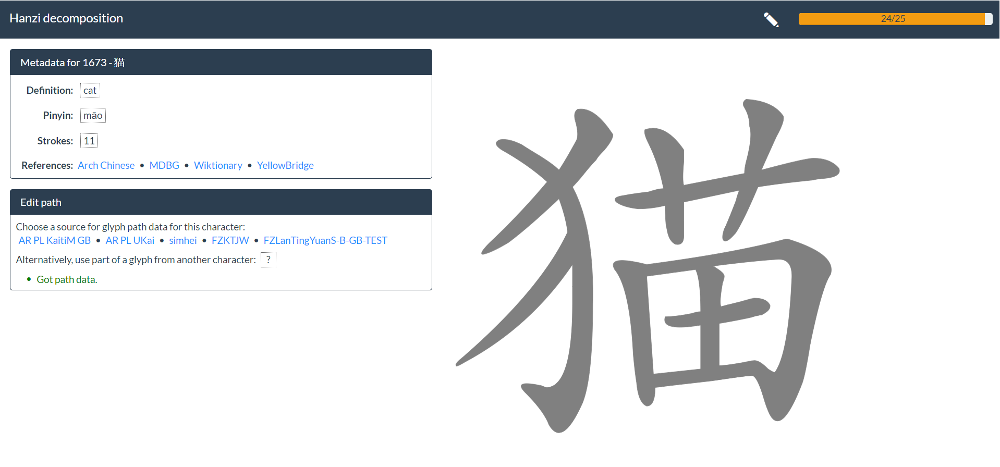 Hanzi decomposition
24/25
Metadata for 1673 - 猫
Definition: cat
Pinyin: māo
Strokes: 11
References: Arch Chinese • MDBG • Wiktionary • YellowBridge
Edit path
Choose a source for glyph path data for this character:
AR PL KaitiM GB • AR PL UKai • simhei • FZKTJW • FZLanTingYuanS-B-GB-TEST
Alternatively, use part of a glyph from another character: ?
• Got path data.
猫